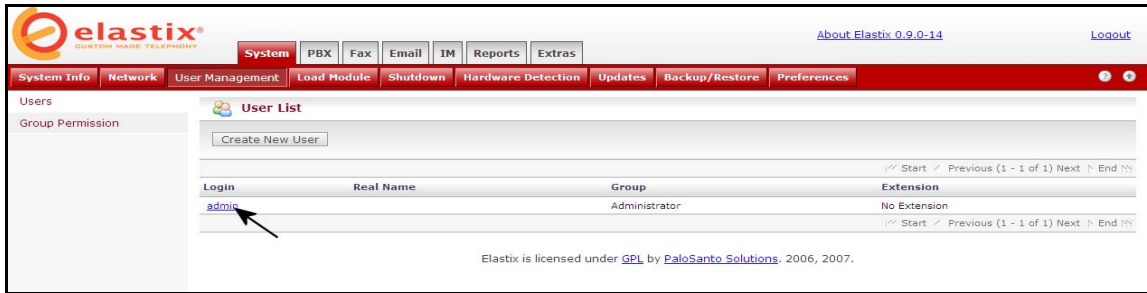 elastix®
CUSTOM MADE TELEPHONY
About Elastix 0.9.0-14
Logout
System PBX Fax Email IM Reports Extras
System Info Network User Management Load Module Shutdown Hardware Detection Updates Backup/Restore Preferences
Users
Group Permission
User List
Create New User
Start Previous (1 - 1 of 1) Next End
Login Real Name Group Extension
admin Administrator No Extension
Start Previous (1 - 1 of 1) Next End
Elastix is licensed under GPL by PaloSanto Solutions. 2006, 2007.